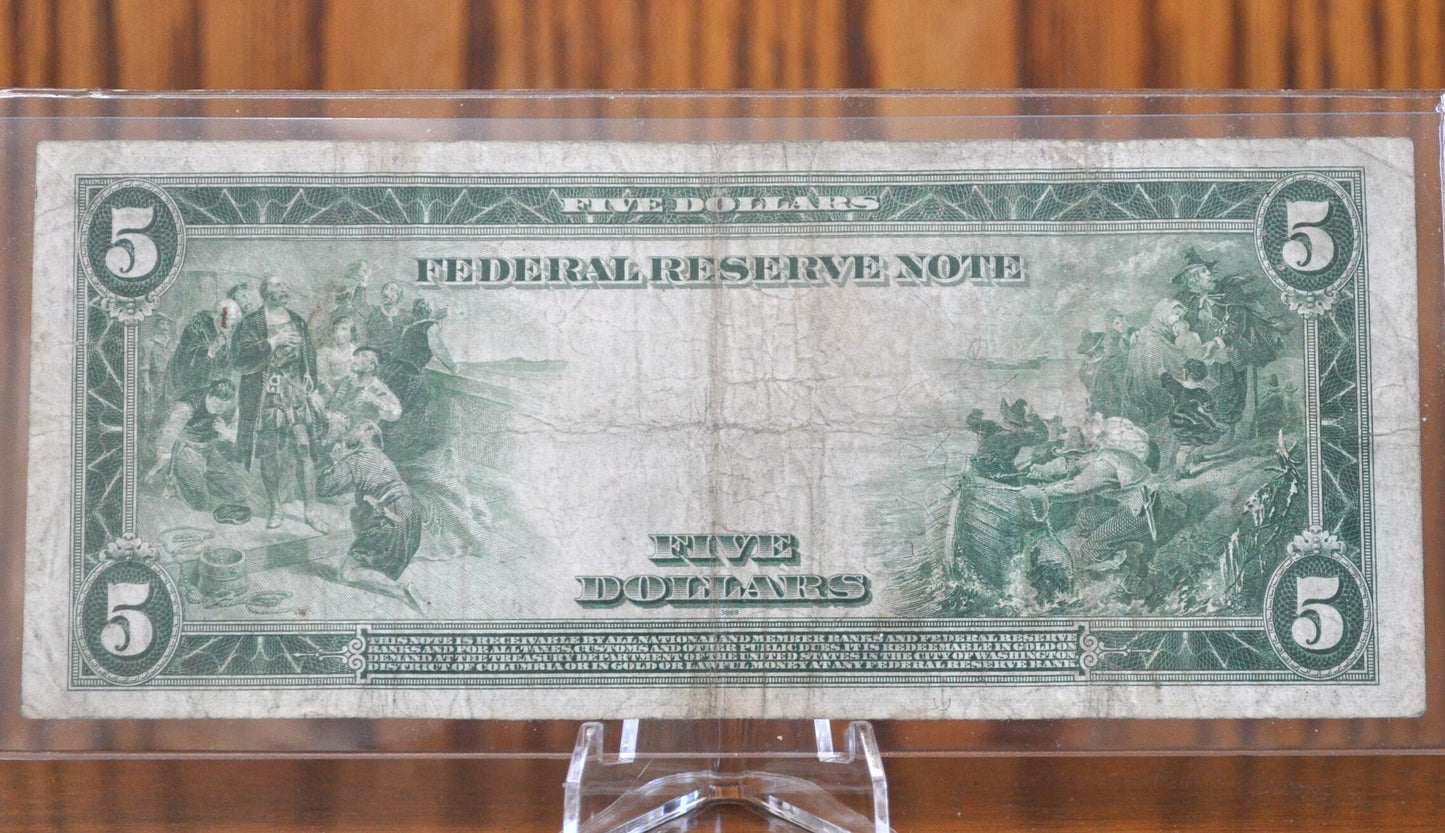 FIVE DOLLARS
5 5
FEDERAL RESERVE NOTE
FIVE
DOLLARS
3869
5 5
THIS NOTE IS RECEIVABLE BY ALL NATIONAL AND MEMBER BANKS AND FEDERAL RESERVE
BANKS AND FOR ALL TAXES, CUSTOMS AND OTHER PUBLIC DUES. IT IS REDEEMABLE IN GOLD ON
DEMAND AT THE TREASURY DEPARTMENT OF THE UNITED STATES IN THE CITY OF WASHINGTON,
DISTRICT OF COLUMBIA OR IN GOLD OR LAWFUL MONEY AT ANY FEDERAL RESERVE BANK.